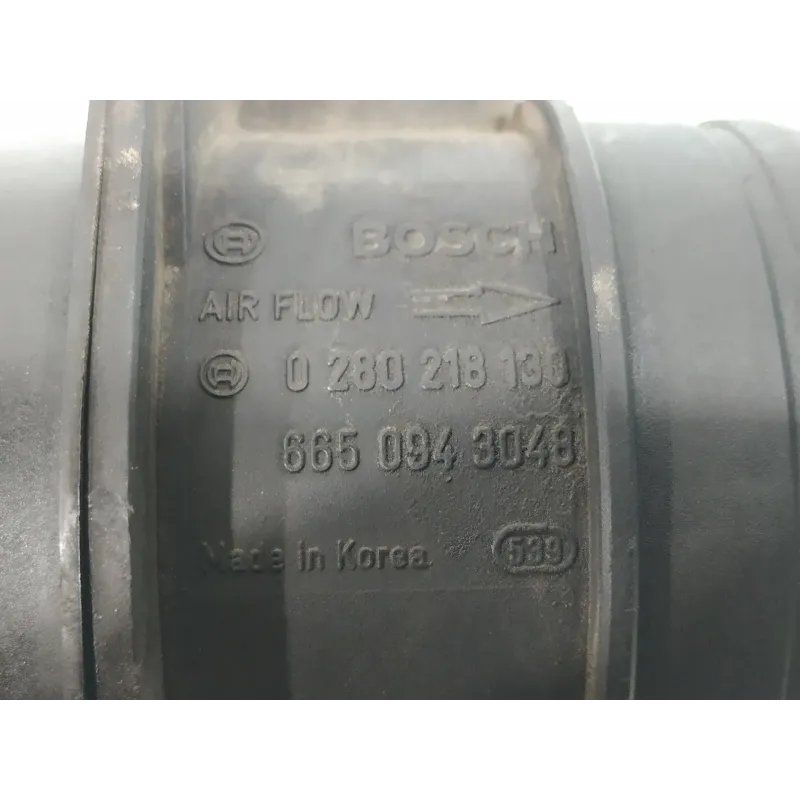 BOSCH
AIR FLOW
0 280 218 130
665 094 3048
Made in Korea 539